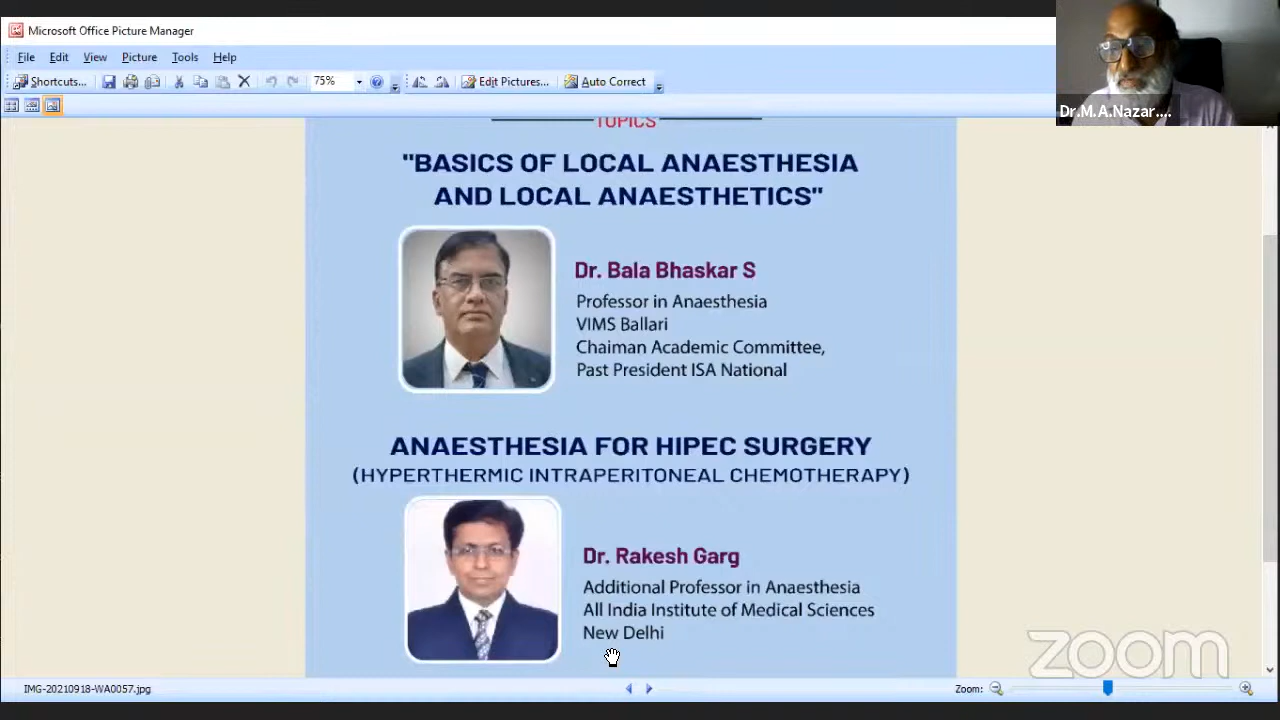 Microsoft Office Picture Manager
File Edit View Picture Tools Help
Shortcuts... 75% Edit Pictures... Auto Correct
Dr.M.A.Nazar....
TOPICS
"BASICS OF LOCAL ANAESTHESIA
AND LOCAL ANAESTHETICS"
Dr. Bala Bhaskar S
Professor in Anaesthesia
VIMS Ballari
Chaiman Academic Committee,
Past President ISA National
ANAESTHESIA FOR HIPEC SURGERY
(HYPERTHERMIC INTRAPERITONEAL CHEMOTHERAPY)
Dr. Rakesh Garg
Additional Professor in Anaesthesia
All India Institute of Medical Sciences
New Delhi
zoom
IMG-20210918-WA0057.jpg
Zoom: